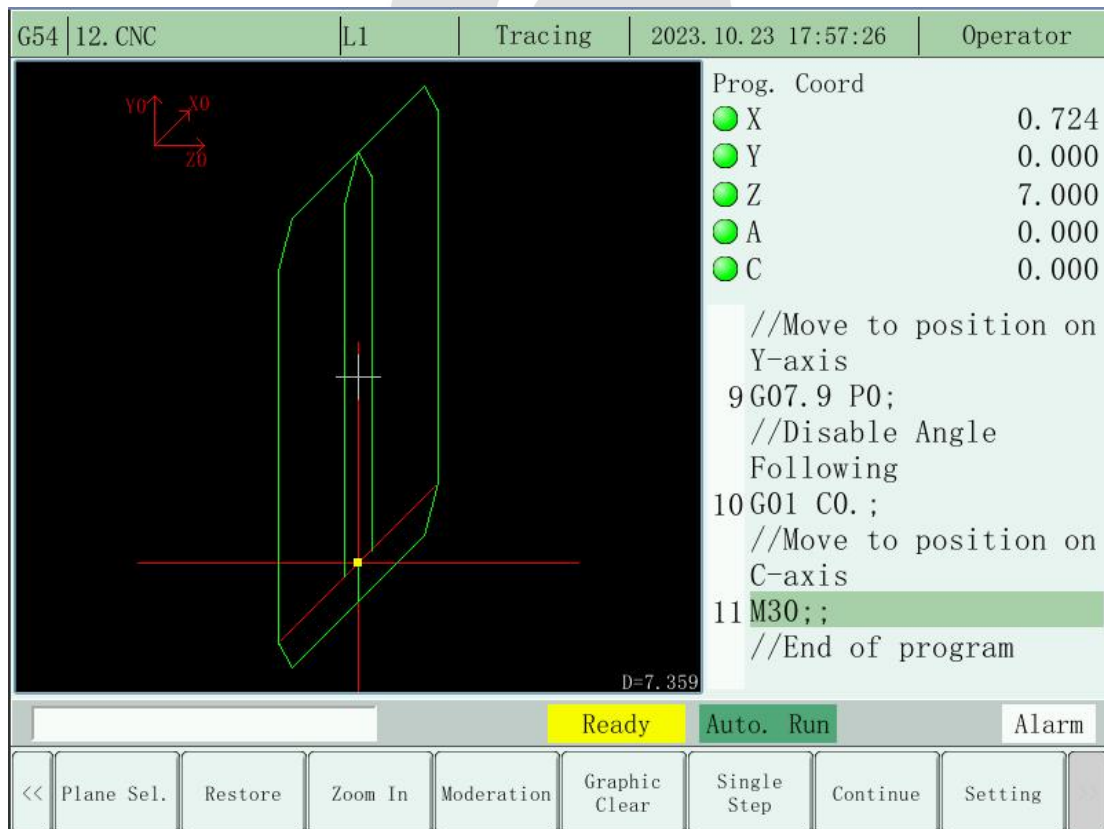 G54 12.CNC L1 Tracing 2023.10.23 17:57:26 Operator
Y0 X0
Z0
D=7.359
Prog. Coord
X 0.724
Y 0.000
Z 7.000
A 0.000
C 0.000
//Move to position on
Y-axis
9 G07.9 P0;
//Disable Angle
Following
10 G01 C0.;
//Move to position on
C-axis
11 M30;;
//End of program
Ready Auto. Run Alarm
<< Plane Sel. Restore Zoom In Moderation Graphic Clear Single Step Continue Setting >>